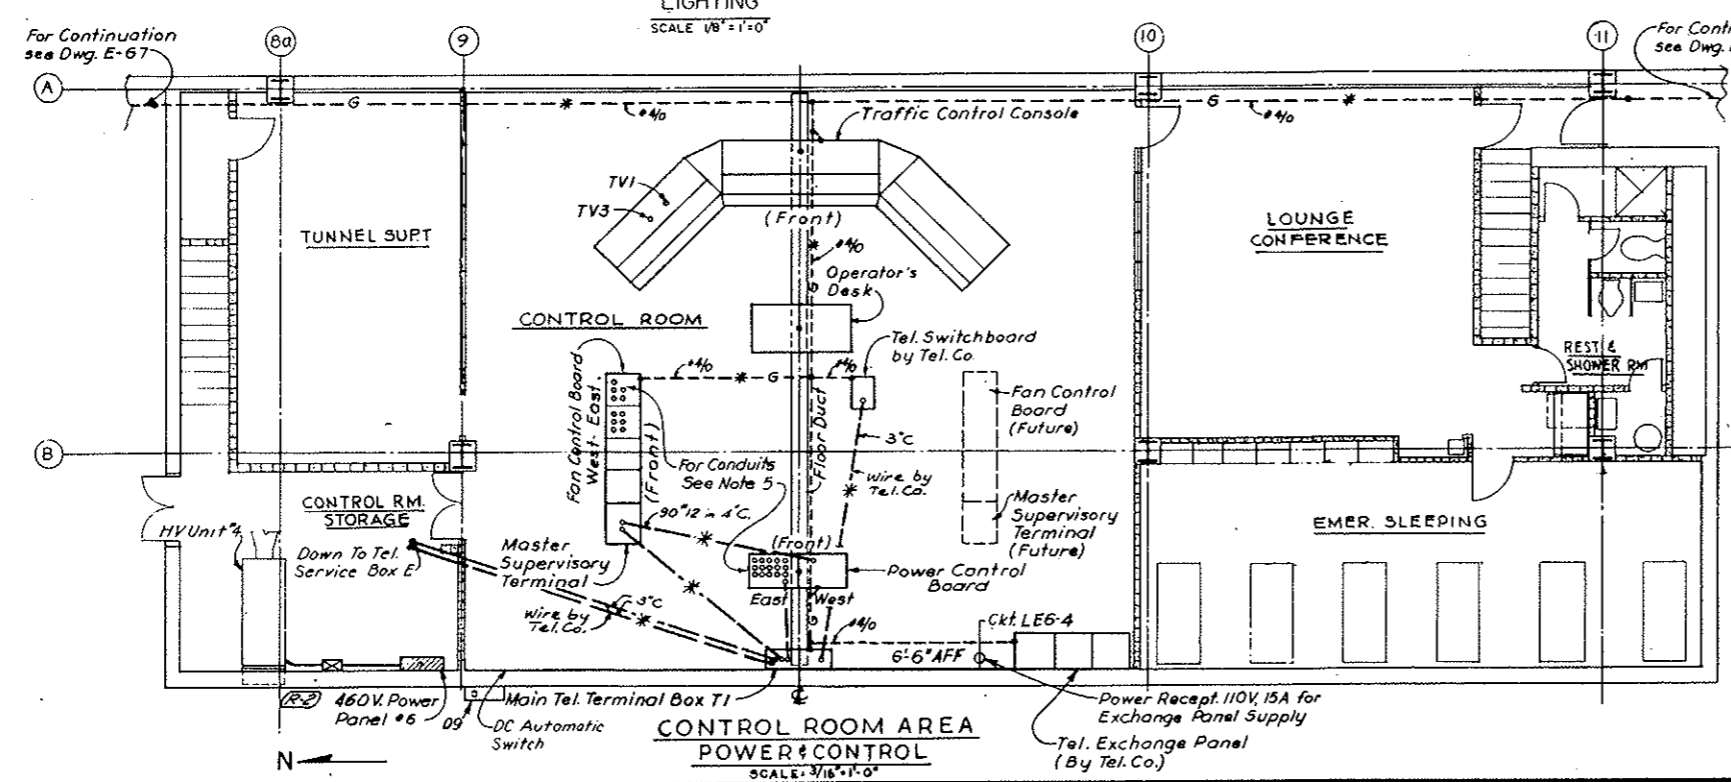 LIGHTING
SCALE 1/8"=1'-0"
For Continuation
see Dwg. E-67
8a
9
10
11
For Conti
see Dwg.
A
G
#4/0
G
#4/0
Traffic Control Console
TV1
TV3
(Front)
TUNNEL SUPT
LOUNGE
CONFERENCE
#4/0
G
Operator's
Desk
CONTROL ROOM
Tel. Switchboard
by Tel. Co.
REST &
SHOWER RM
#4/0
G
#4/0
Fan Control Board
West - East
(Front)
Floor Duct
Fan Control
Board
(Future)
3"C
B
For Conduits
See Note 5
wire by
Tel. Co.
CONTROL RM.
STORAGE
90 #12 in 4"C.
Master
Supervisory
Terminal
(Future)
EMER. SLEEPING
HV Unit #4
Down To Tel.
Service Box E
Master
Supervisory
Terminal
(Front)
Power Control
Board
East
West
3"C
wire by
Tel. Co.
G
#4/0
Ckt. LE6-4
6'-6" AFF
R-2
460V. Power
Panel #6
D9
Main Tel. Terminal Box T1
DC Automatic
Switch
Power Recept. 110V, 15A for
Exchange Panel Supply
Tel. Exchange Panel
(By Tel. Co.)
N
CONTROL ROOM AREA
POWER & CONTROL
SCALE: 3/16"=1'-0"